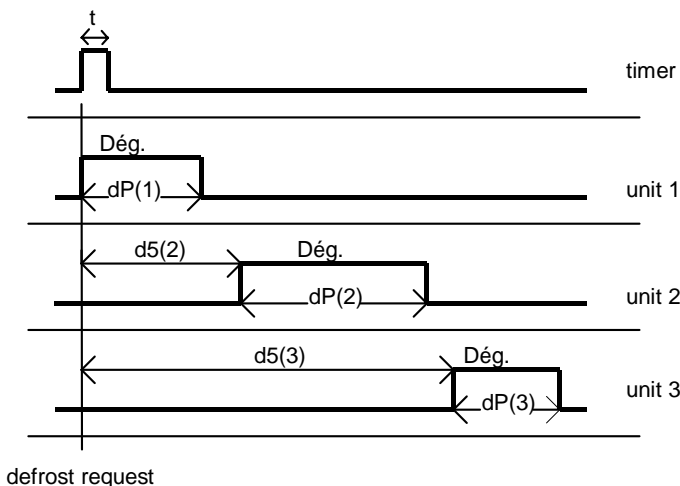 t
timer
Dég.
dP(1)
unit 1
d5(2)
Dég.
dP(2)
unit 2
d5(3)
Dég.
dP(3)
unit 3
defrost request